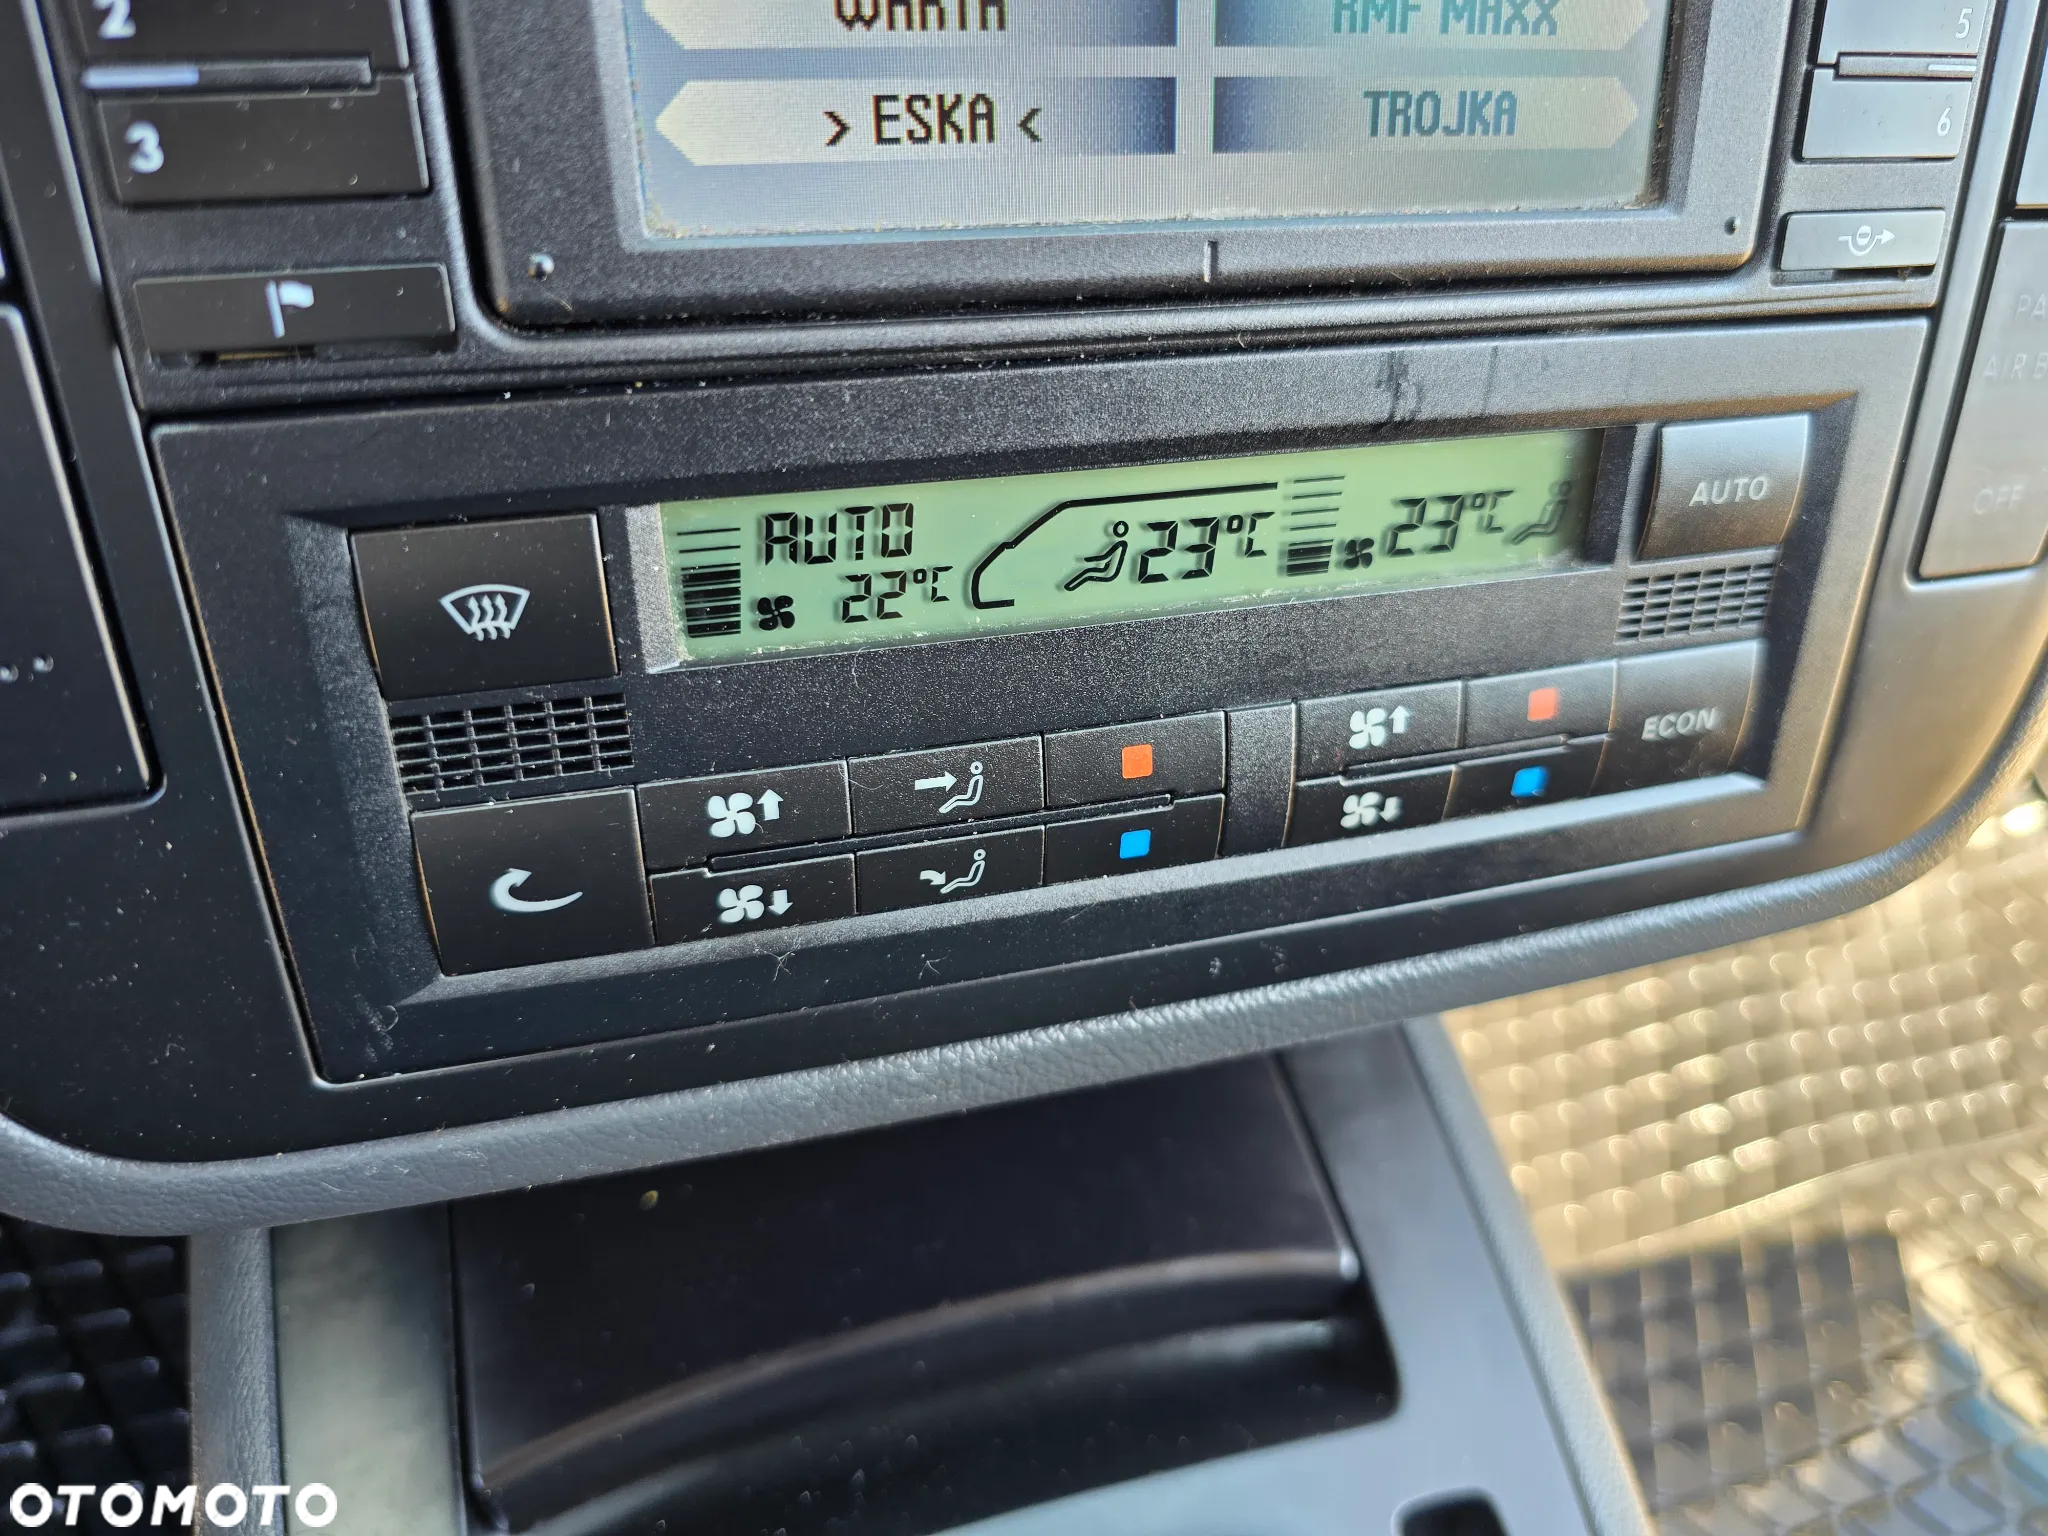 2
WARTA RMF MAXX
5
3
> ESKA < TROJKA
6
AUTO
22°C
23°C
23°C
AUTO
OFF
ECON
OTOMOTO